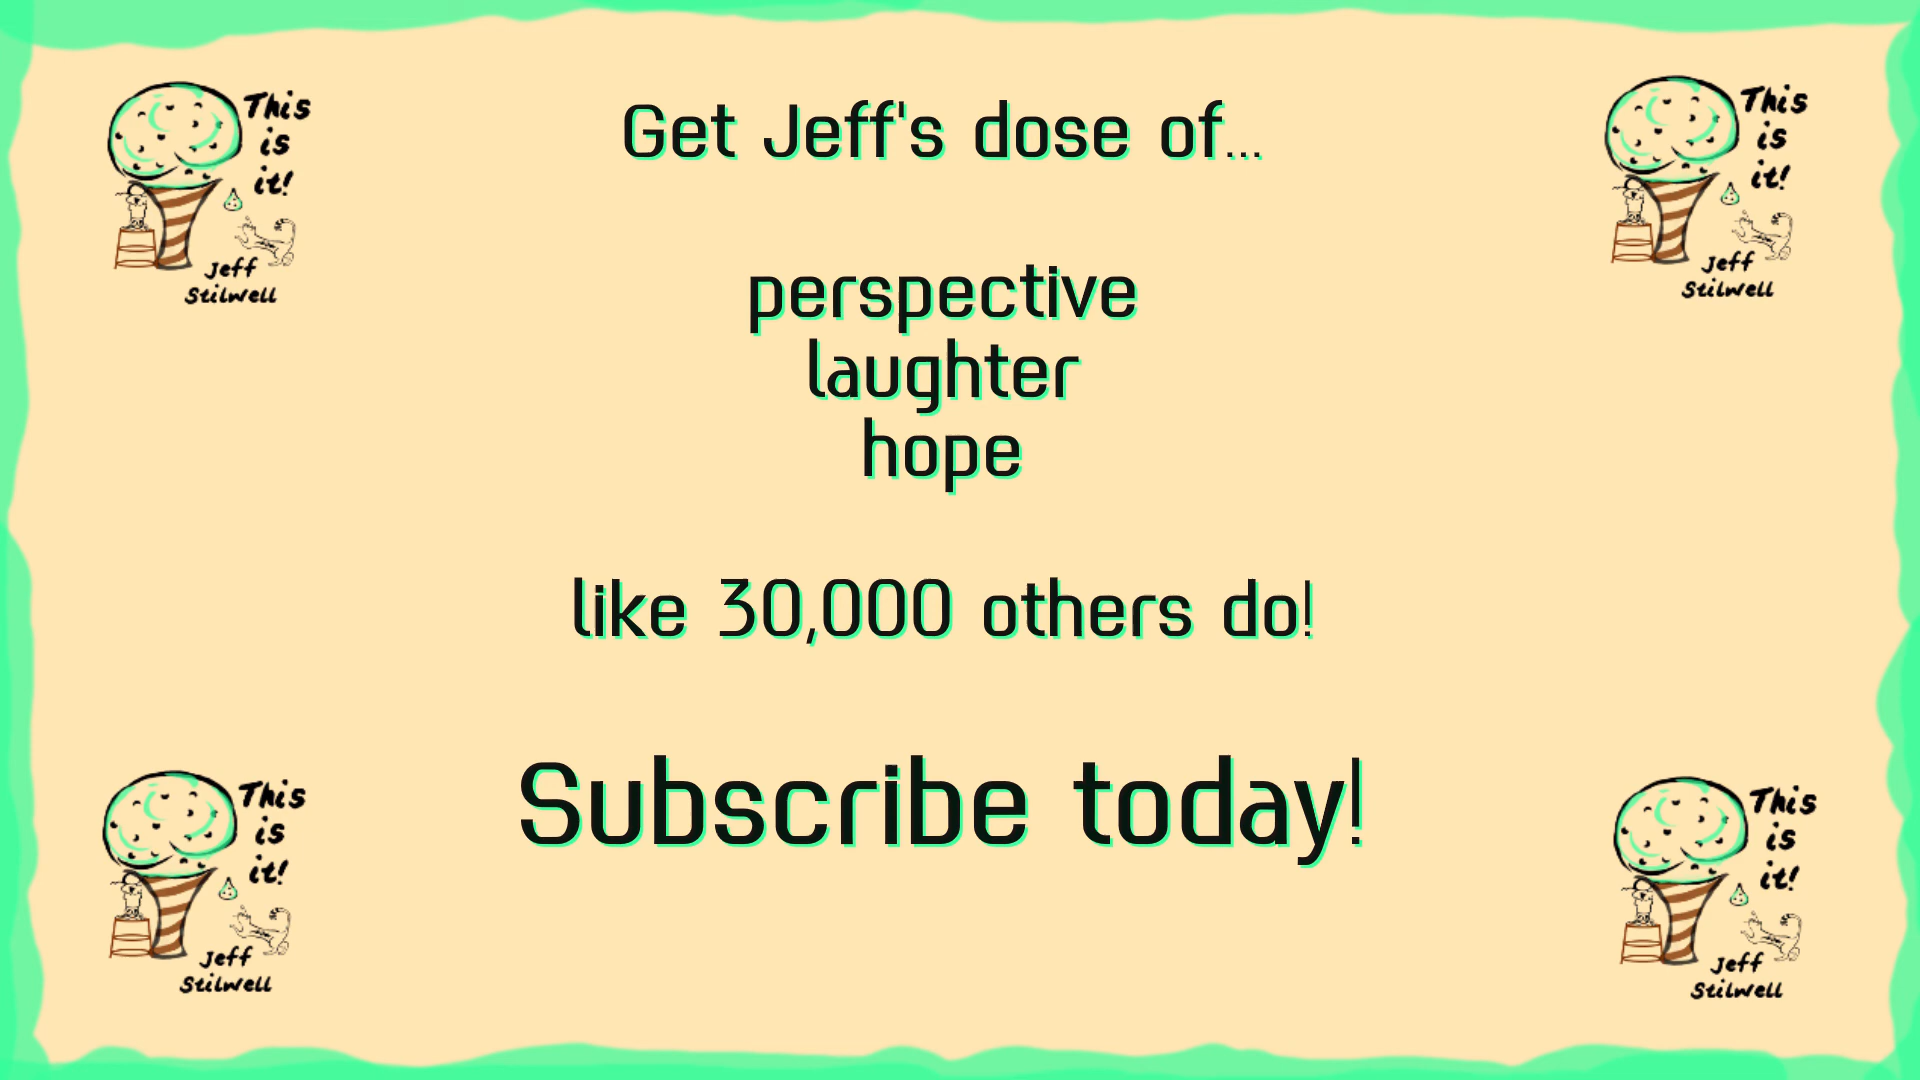 This
is
it!
Jeff
Stilwell
This
is
it!
Jeff
Stilwell
Get Jeff's dose of...
perspective
laughter
hope
like 30,000 others do!
Subscribe today!
This
is
it!
Jeff
Stilwell
This
is
it!
Jeff
Stilwell